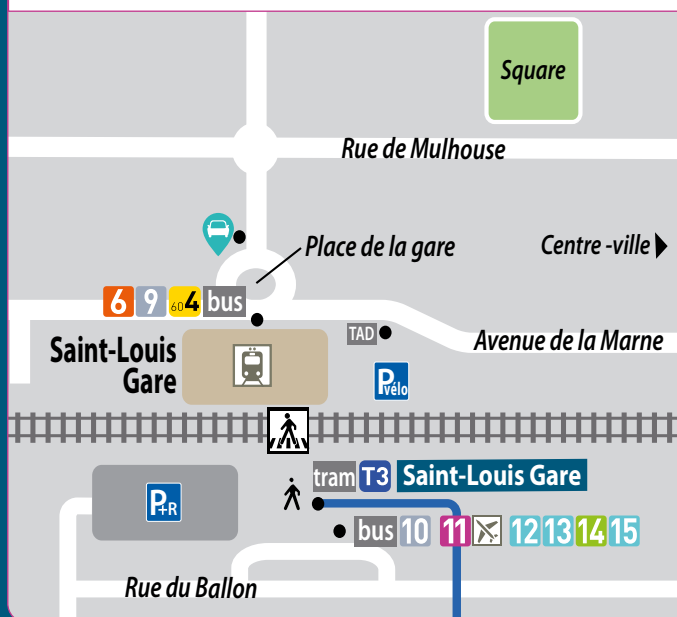 Square
Rue de Mulhouse
Place de la gare
Centre -ville
6 9 604 bus
TAD
Avenue de la Marne
Saint-Louis
Gare
Pvélo
tram T3 Saint-Louis Gare
P+R
bus 10 11 12 13 14 15
Rue du Ballon